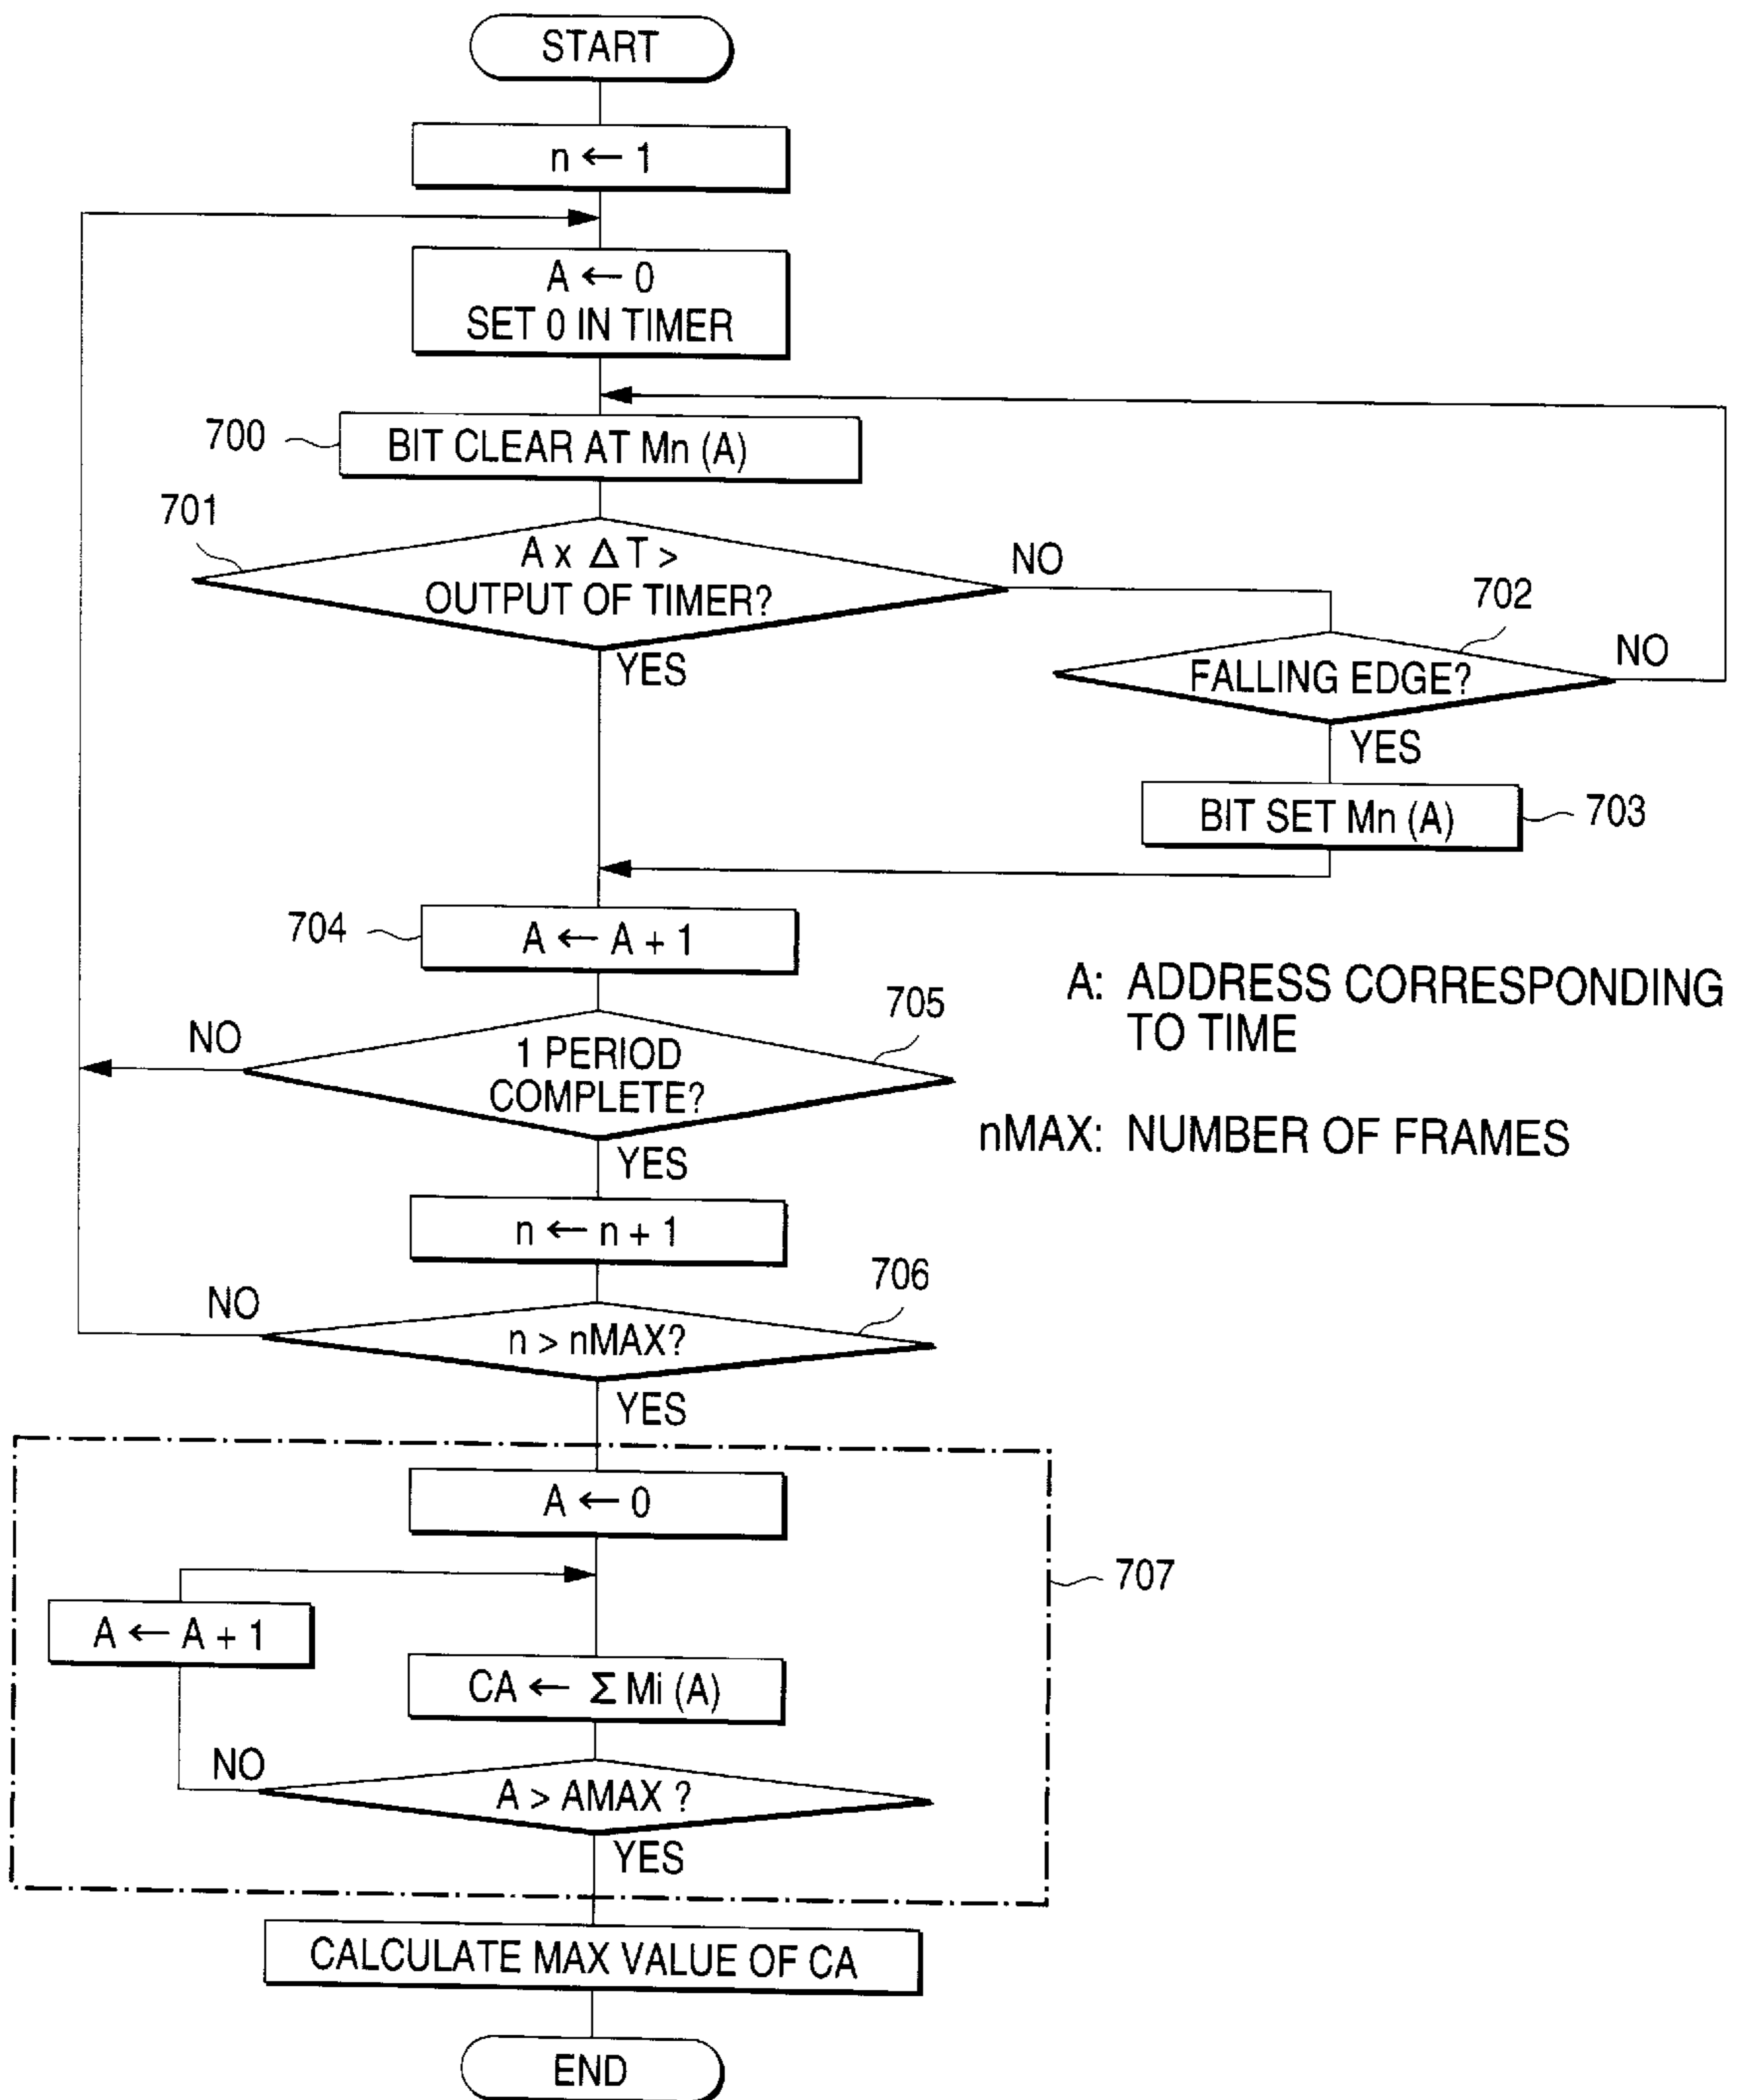 START
n ← 1
A ← 0
SET 0 IN TIMER
700
BIT CLEAR AT Mn (A)
701
A x Δ T >
OUTPUT OF TIMER?
NO
YES
702
FALLING EDGE?
NO
YES
BIT SET Mn (A)
703
704
A ← A + 1
A: ADDRESS CORRESPONDING
TO TIME
705
NO
1 PERIOD
COMPLETE?
YES
nMAX: NUMBER OF FRAMES
n ← n + 1
706
NO
n > nMAX?
YES
A ← 0
707
A ← A + 1
CA ← Σ Mi (A)
NO
A > AMAX ?
YES
CALCULATE MAX VALUE OF CA
END